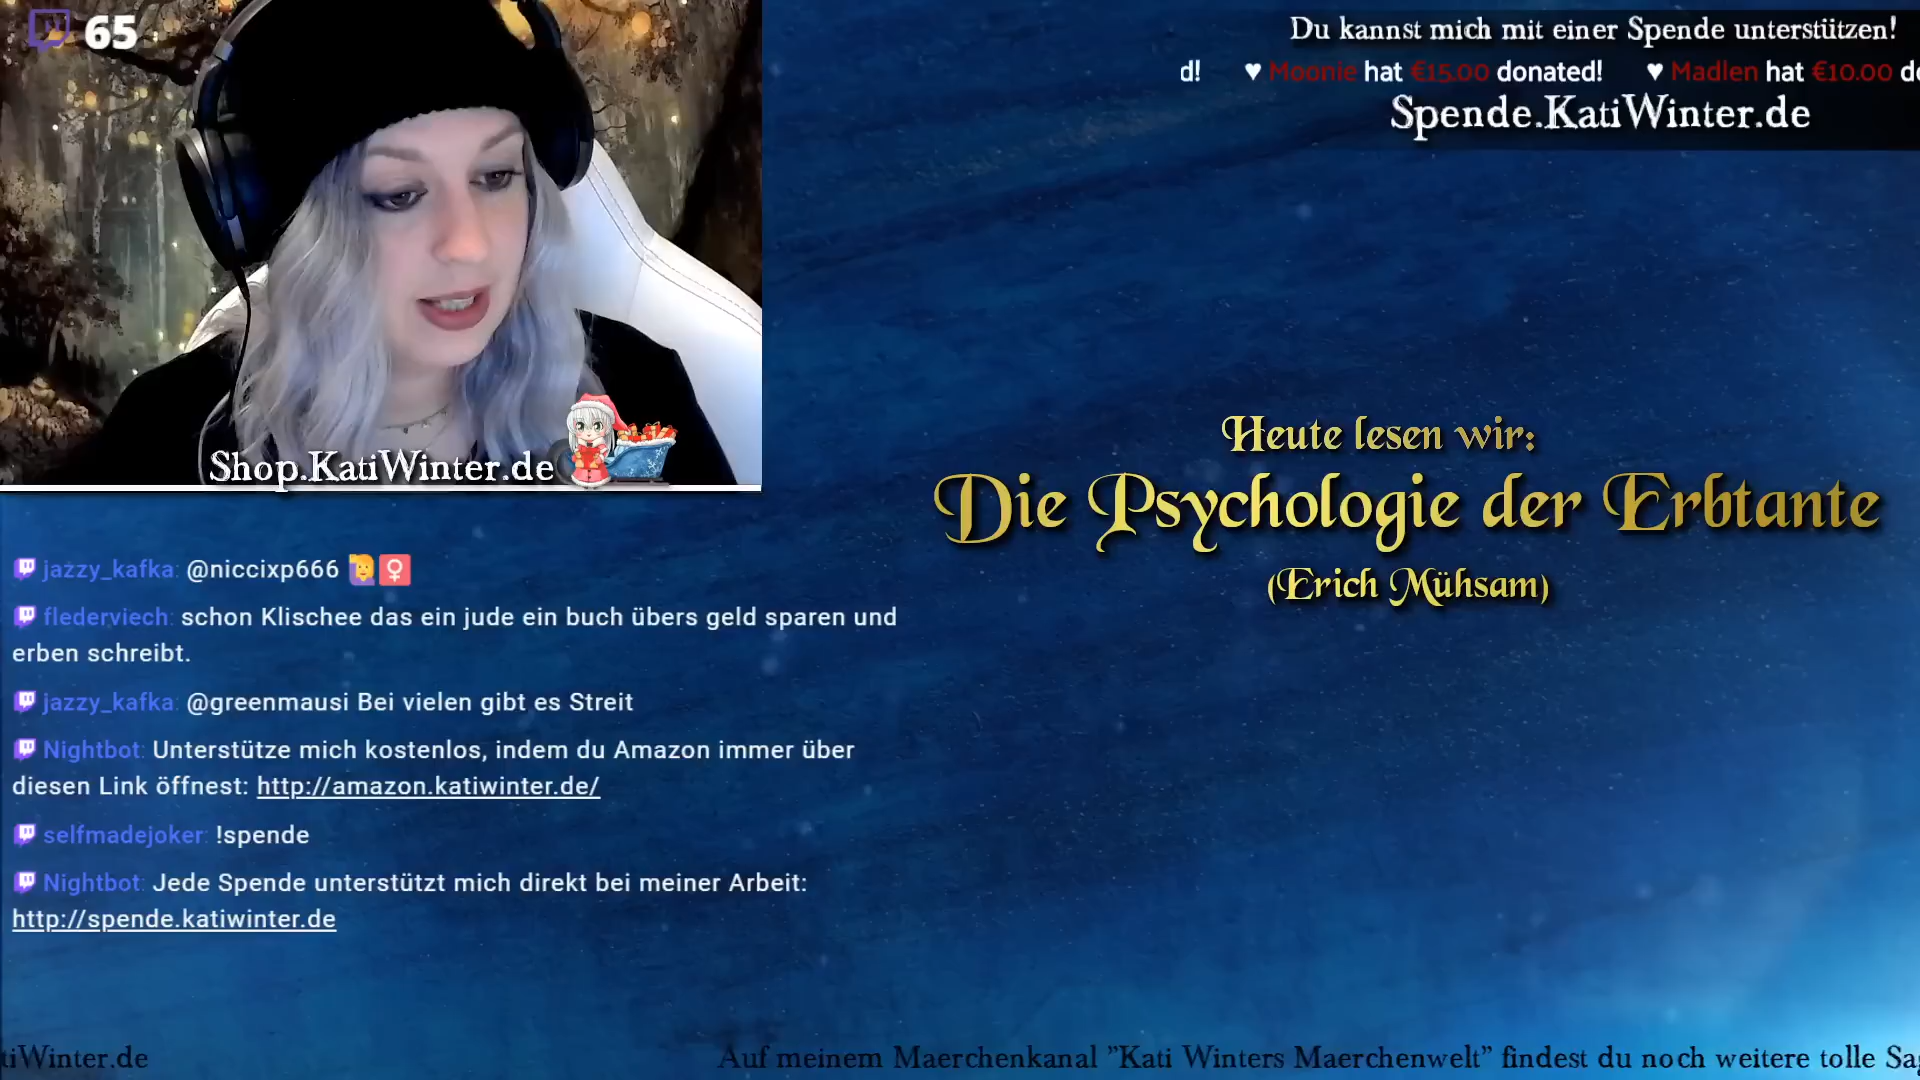 65
Du kannst mich mit einer Spende unterstützen!
d! ♥ Moonie hat €15.00 donated! ♥ Madlen hat €10.00 do
Spende.KatiWinter.de
Shop.KatiWinter.de
Heute lesen wir:
Die Psychologie der Erbtante
(Erich Mühsam)
jazzy_kafka: @niccixp666 🙋♀
flederviech: schon Klischee das ein jude ein buch übers geld sparen und
erben schreibt.
jazzy_kafka: @greenmausi Bei vielen gibt es Streit
Nightbot: Unterstütze mich kostenlos, indem du Amazon immer über
diesen Link öffnest: http://amazon.katiwinter.de/
selfmadejoker: !spende
Nightbot: Jede Spende unterstützt mich direkt bei meiner Arbeit:
http://spende.katiwinter.de
tiWinter.de Auf meinem Maerchenkanal "Kati Winters Maerchenwelt" findest du noch weitere tolle Sag